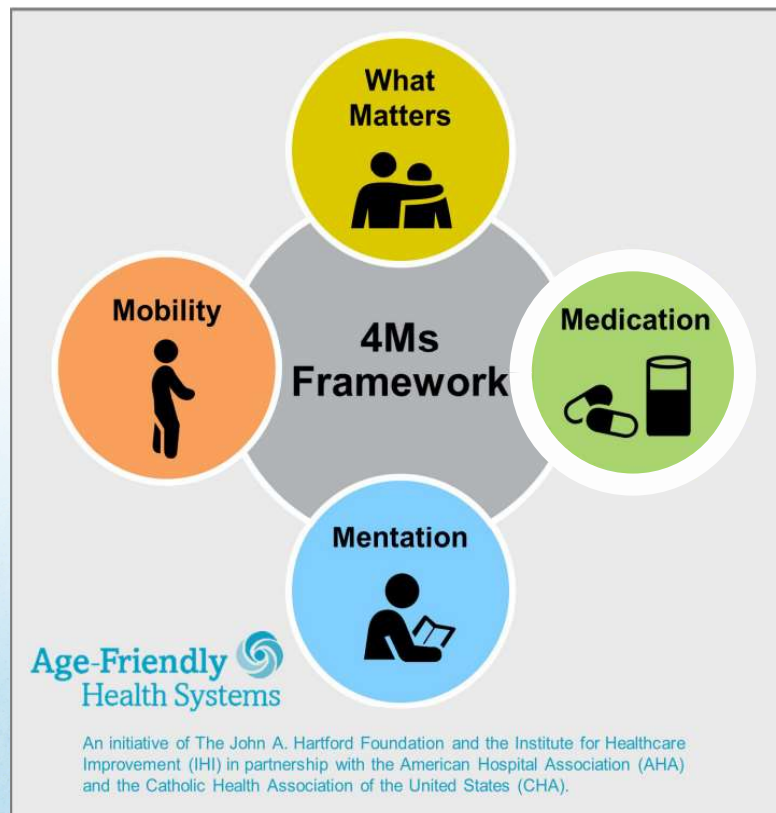 What
Matters
Mobility
4Ms
Framework
Medication
Mentation
Age-Friendly
Health Systems
An initiative of The John A. Hartford Foundation and the Institute for Healthcare
Improvement (IHI) in partnership with the American Hospital Association (AHA)
and the Catholic Health Association of the United States (CHA).